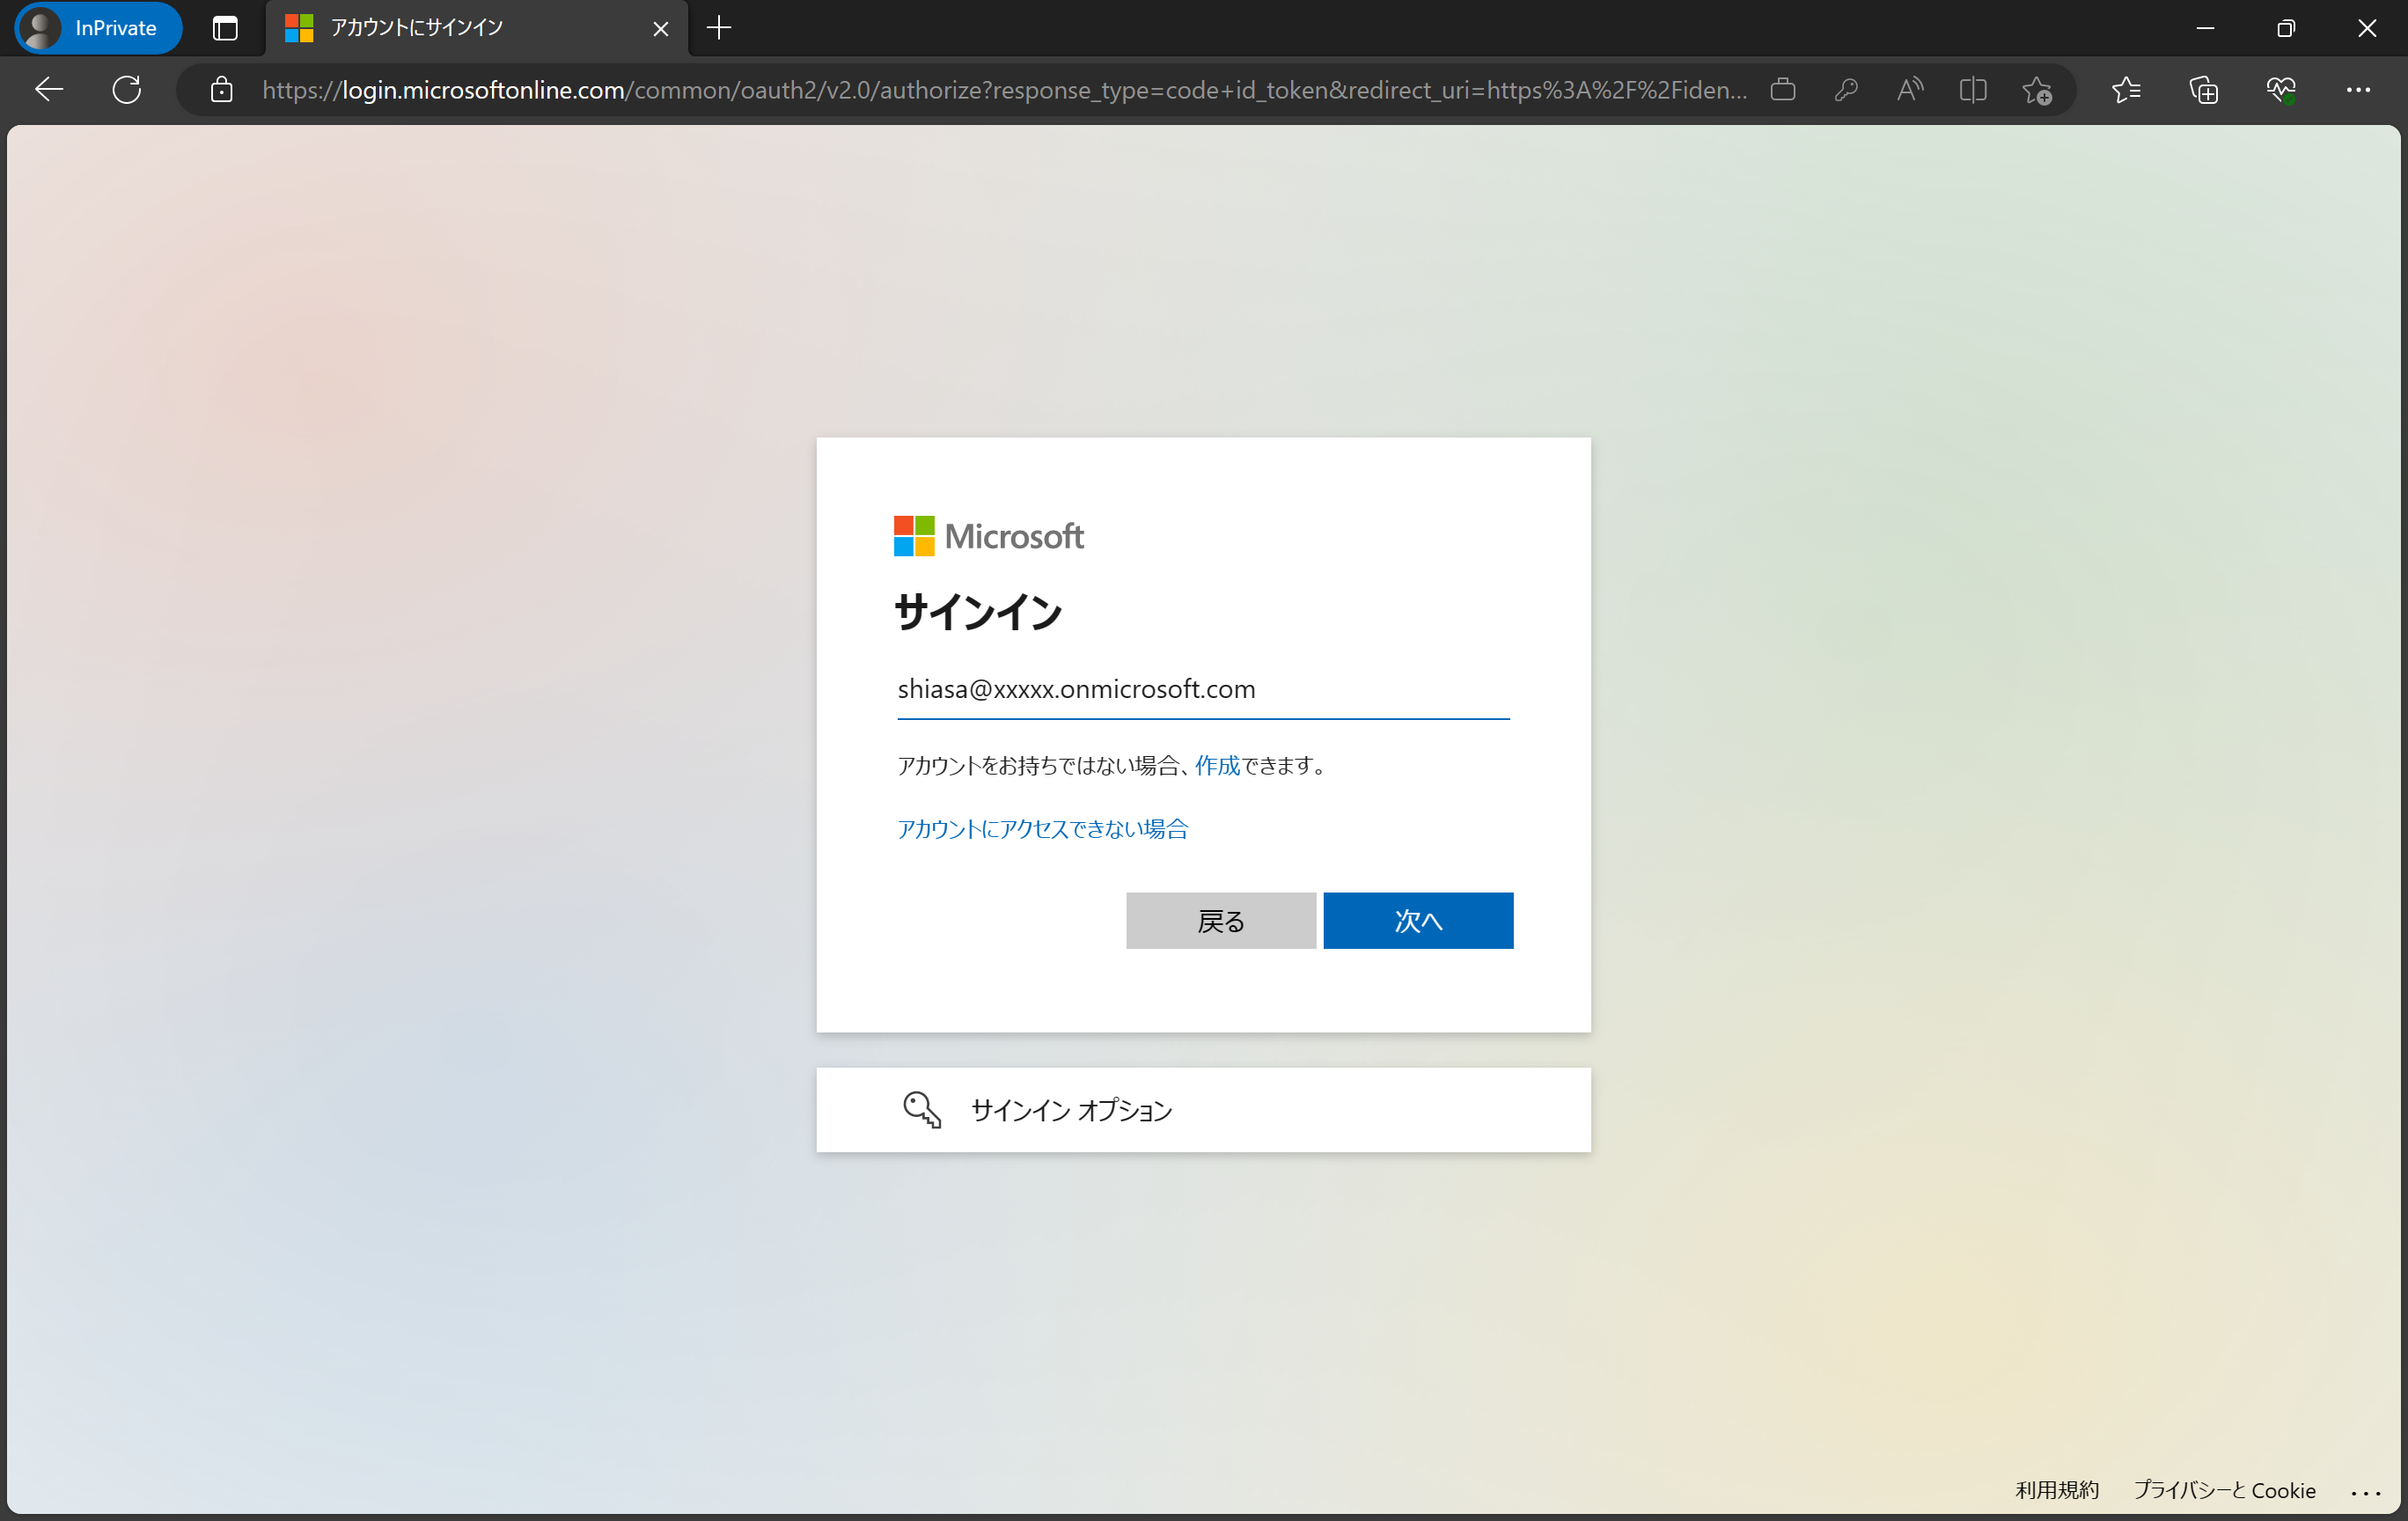 InPrivate
アカウントにサインイン
https://login.microsoftonline.com/common/oauth2/v2.0/authorize?response_type=code+id_token&redirect_uri=https%3A%2F%2Fiden...
Microsoft
サインイン
shiasa@xxxxx.onmicrosoft.com
アカウントをお持ちではない場合、作成できます。
アカウントにアクセスできない場合
戻る
次へ
サインイン オプション
利用規約
プライバシーと Cookie